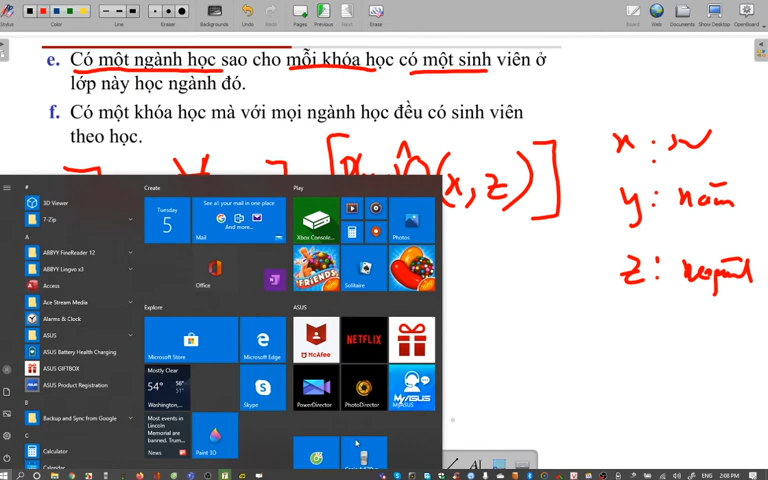 Stylus
Board
Line
Eraser
Backgrounds
Undo
Redo
Pages
Previous
Next
Erase
Board
Web
Documents
Show Desktop
OpenBoard
e. Có một ngành học sao cho mỗi khóa học có một sinh viên ở
lớp này học ngành đó.
f. Có một khóa học mà với mọi ngành học đều có sinh viên
theo học.
(x, z)
x : sv
y : năm
z : ngành
#
3D Viewer
7-Zip
A
ABBYY FineReader 12
ABBYY Lingvo x3
Access
Ace Stream Media
Alarms & Clock
ASUS
ASUS Battery Health Charging
ASUS GIFTBOX
ASUS Product Registration
B
Backup and Sync from Google
C
Calculator
Calendar
Create
Tuesday
5
See all your mail in one place
And more...
Mail
Office
Play
Xbox Console...
Photos
FRIENDS
Solitaire
Explore
Microsoft Store
Microsoft Edge
Mostly Clear
54°
56°
51°
Washington,...
Skype
Most events in Lincoln Memorial are banned. Trum...
News
Paint 3D
ASUS
McAfee
NETFLIX
PowerDirector
PhotoDirector
MyASUS
MyASUS
ENG
2:08 PM